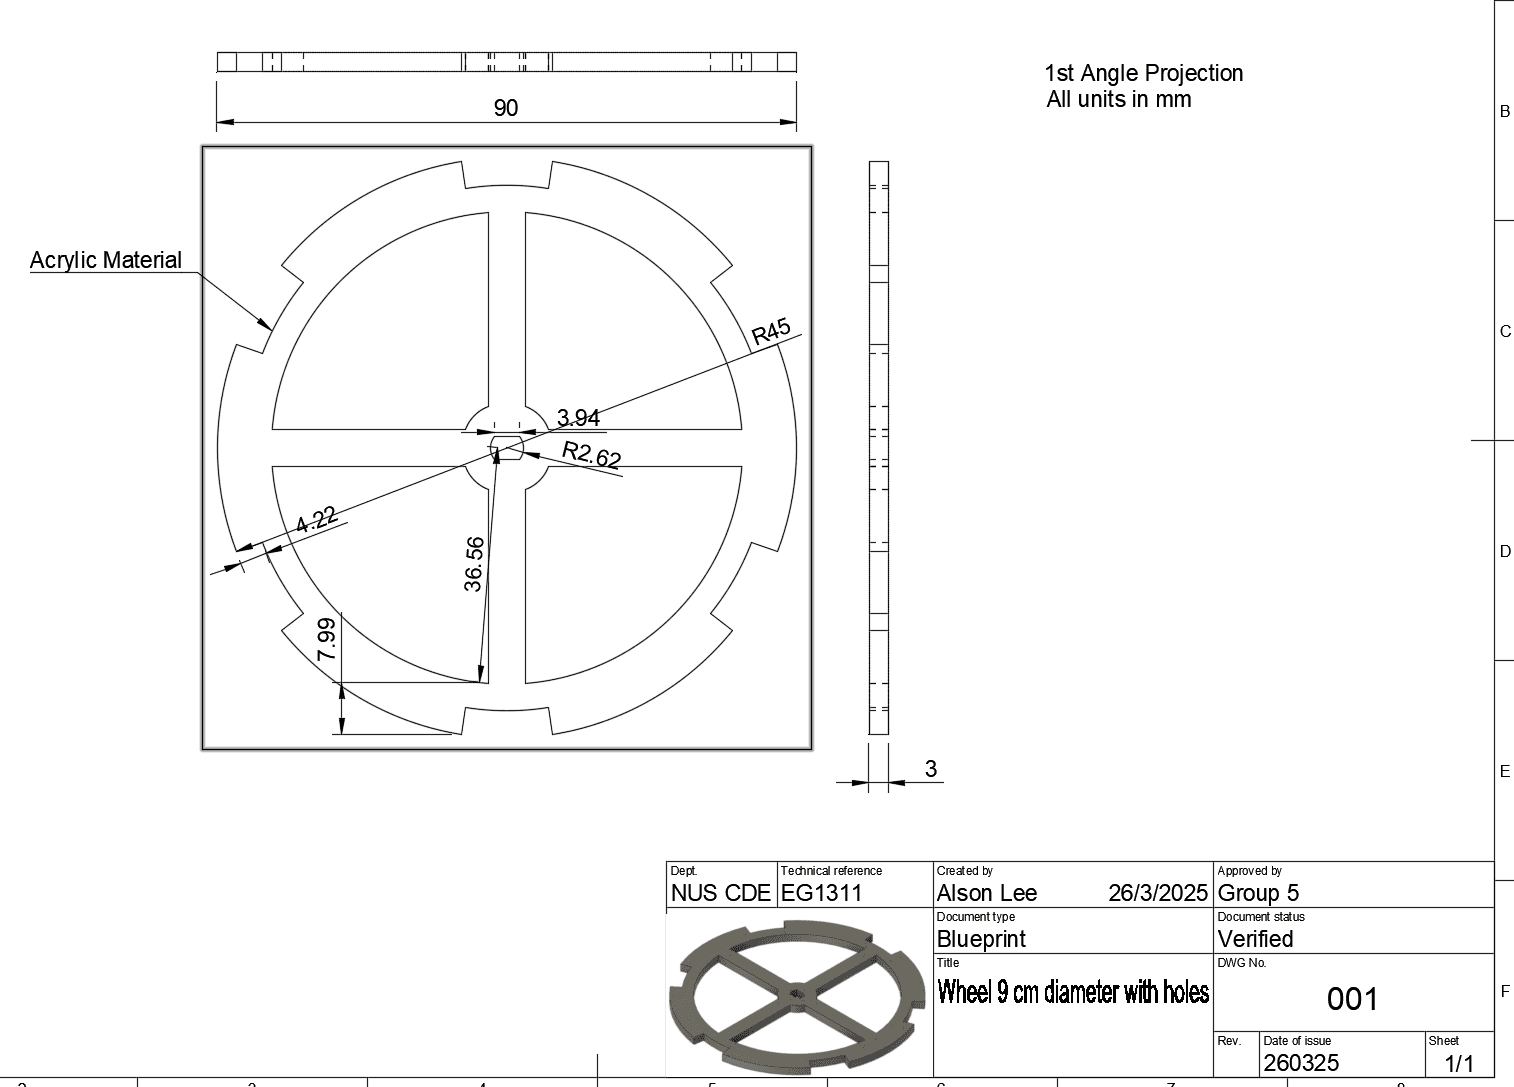 1st Angle Projection
All units in mm
90
B
Acrylic Material
R45
C
3.94
R2.62
4.22
36.56
D
7.99
3
E
Dept.
NUS CDE
Technical reference
EG1311
Created by
Alson Lee 26/3/2025
Approved by
Group 5
Document type
Blueprint
Document status
Verified
Title
Wheel 9 cm diameter with holes
DWG No.
001
F
Rev.
Date of issue
260325
Sheet
1/1